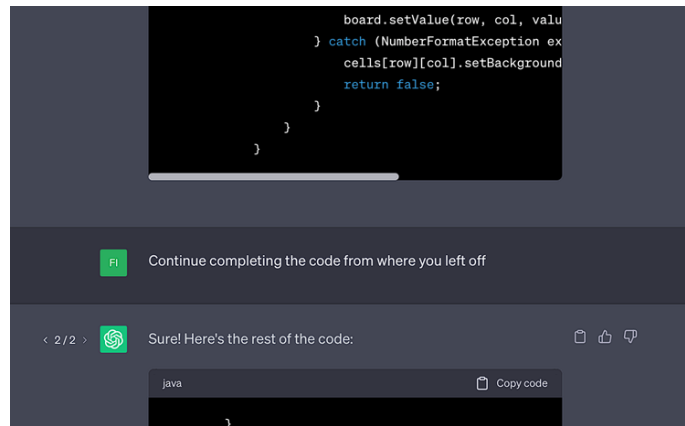 board.setValue(row, col, valu
} catch (NumberFormatException ex
cells[row][col].setBackground
return false;
}
}
}
FI
Continue completing the code from where you left off
< 2/2 >
Sure! Here's the rest of the code:
java
Copy code
}